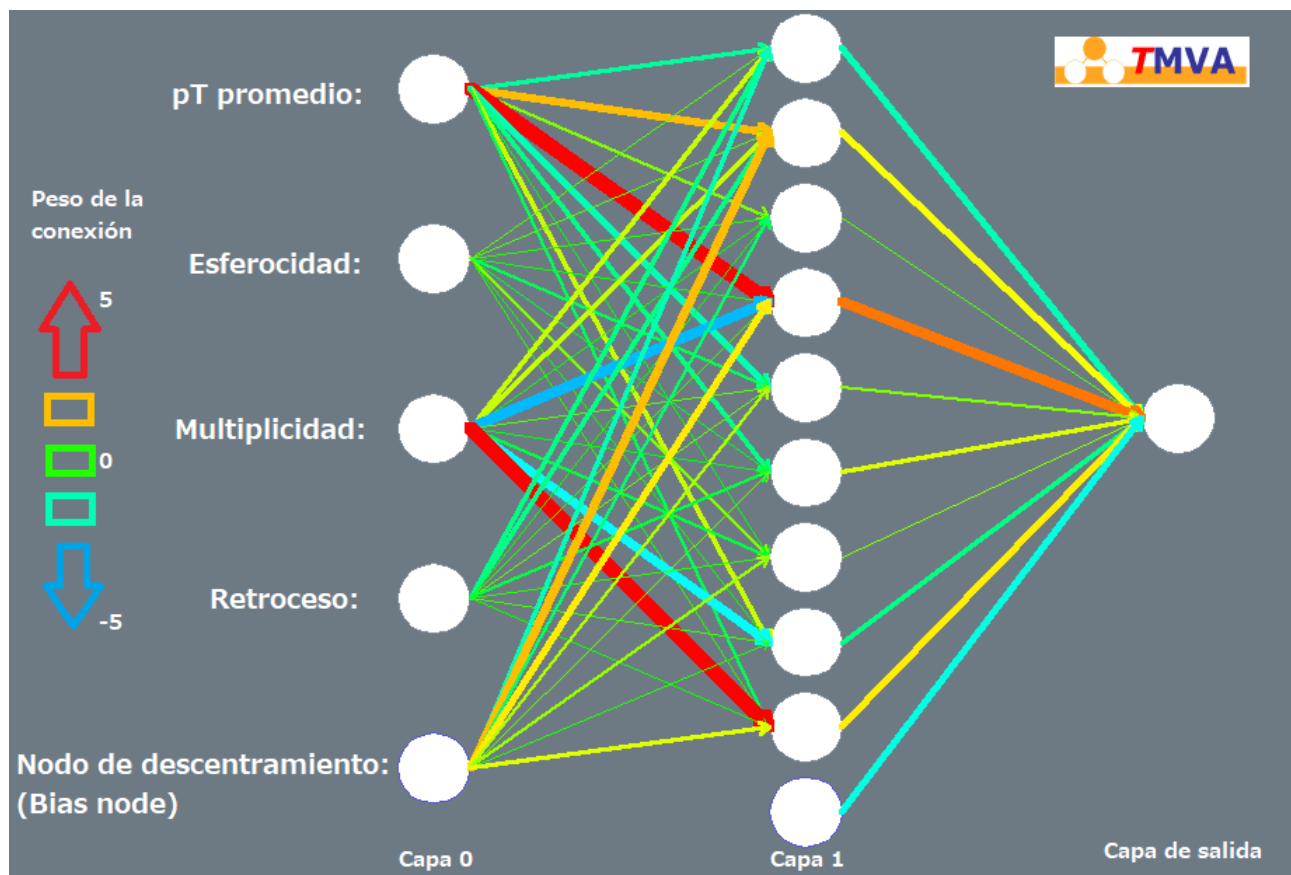 TMVA
pT promedio:
Peso de la
conexión
Esferocidad:
5
Multiplicidad:
0
Retroceso:
-5
Nodo de descentramiento:
(Bias node)
Capa 0
Capa 1
Capa de salida